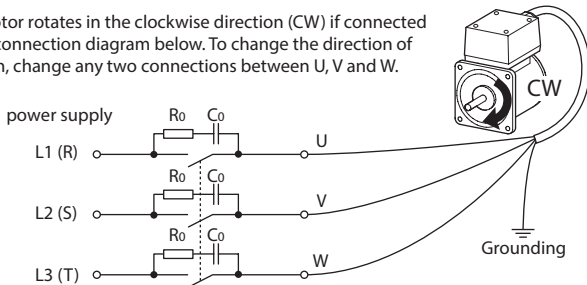 tor rotates in the clockwise direction (CW) if connected
connection diagram below. To change the direction of
n, change any two connections between U, V and W.
power supply
CW
R0 C0
L1 (R)
U
R0 C0
L2 (S)
V
R0 C0
L3 (T)
W
Grounding